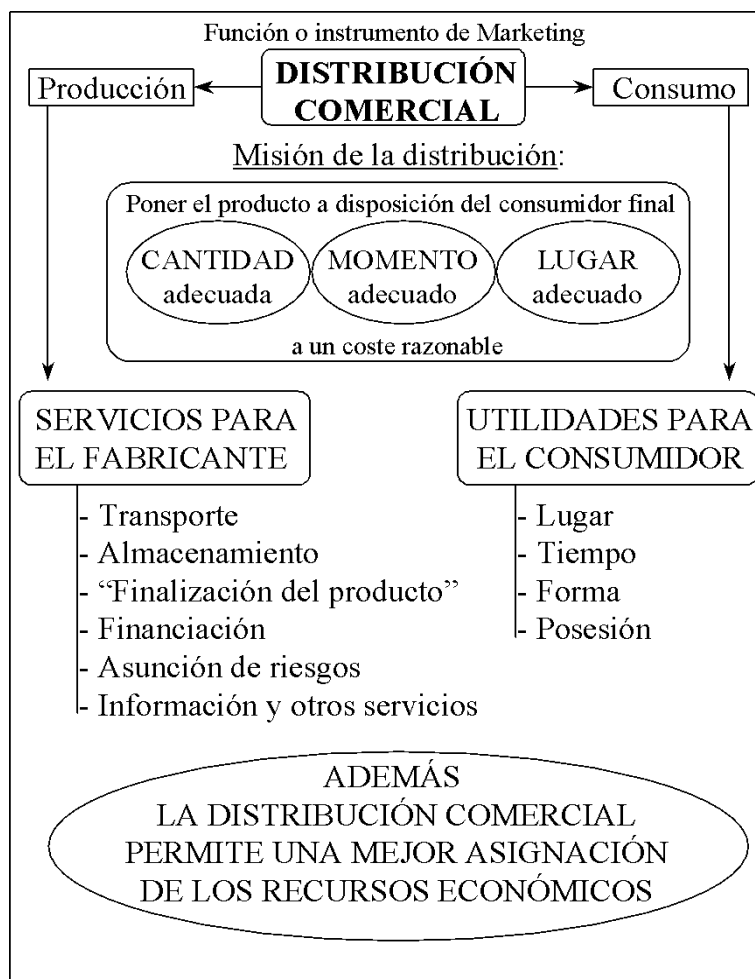 Función o instrumento de Marketing
Producción
DISTRIBUCIÓN
COMERCIAL
Consumo
Misión de la distribución:
Poner el producto a disposición del consumidor final
CANTIDAD
adecuada
MOMENTO
adecuado
LUGAR
adecuado
a un coste razonable
SERVICIOS PARA
EL FABRICANTE
- Transporte
- Almacenamiento
- “Finalización del producto”
- Financiación
- Asunción de riesgos
- Información y otros servicios
UTILIDADES PARA
EL CONSUMIDOR
- Lugar
- Tiempo
- Forma
- Posesión
ADEMÁS
LA DISTRIBUCIÓN COMERCIAL
PERMITE UNA MEJOR ASIGNACIÓN
DE LOS RECURSOS ECONÓMICOS